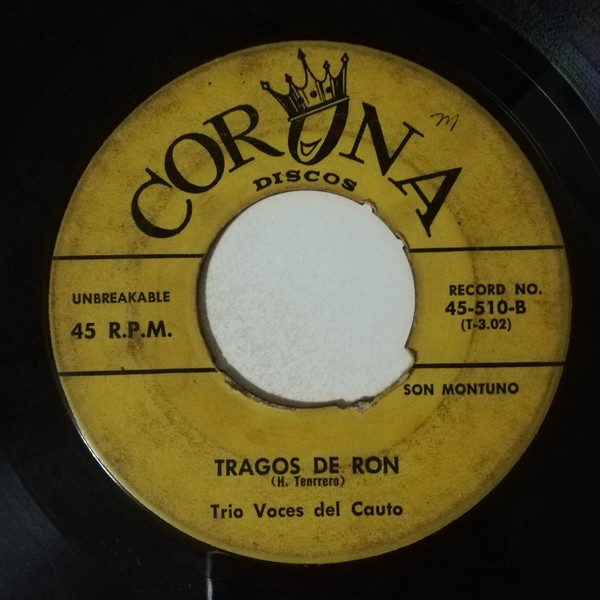 CORONA
DISCOS
m
UNBREAKABLE
45 R.P.M.
RECORD NO.
45-510-B
(T-3.02)
SON MONTUNO
TRAGOS DE RON
(H. Tenrrero)
Trio Voces del Cauto